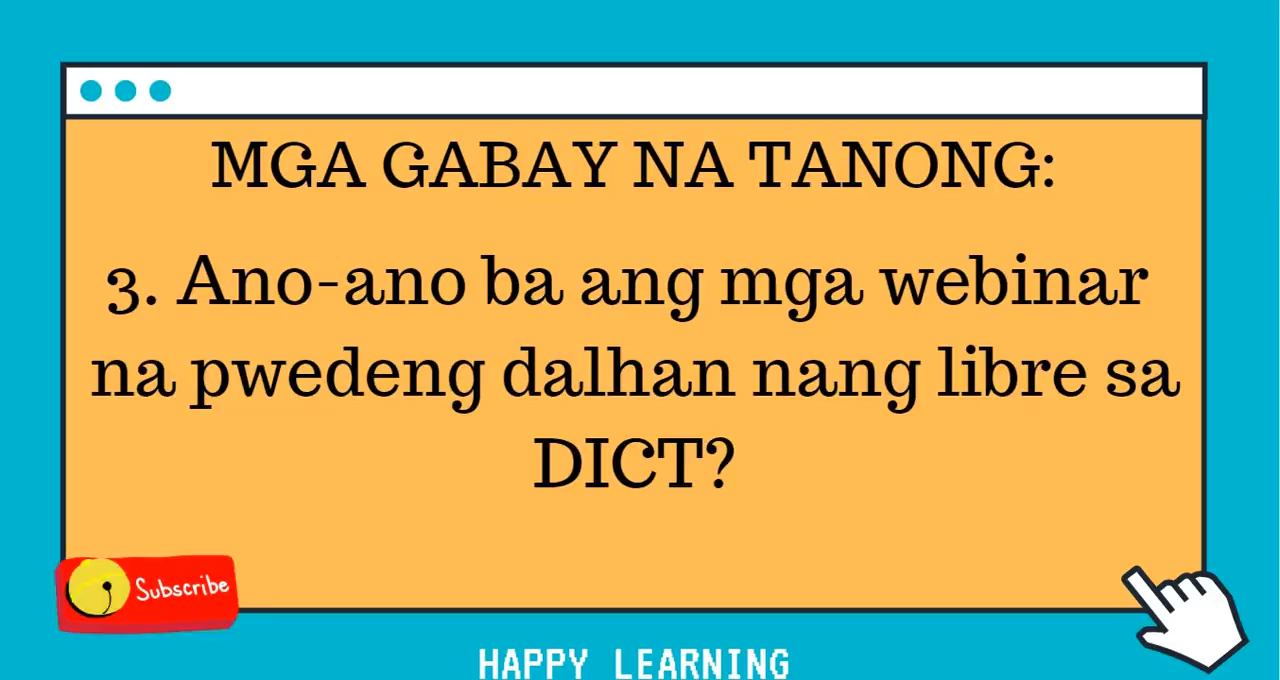 MGA GABAY NA TANONG:
3. Ano-ano ba ang mga webinar
na pwedeng dalhan nang libre sa
DICT?
Subscribe
HAPPY LEARNING